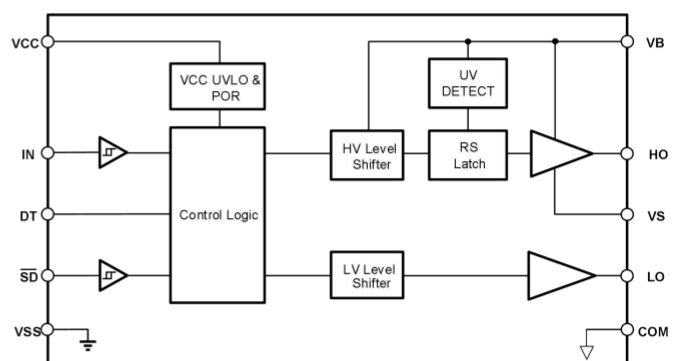 VCC
VB
VCC UVLO &
POR
UV
DETECT
IN
HV Level
Shifter
RS
Latch
HO
DT
Control Logic
VS
S̅D̅
LV Level
Shifter
LO
VSS
COM